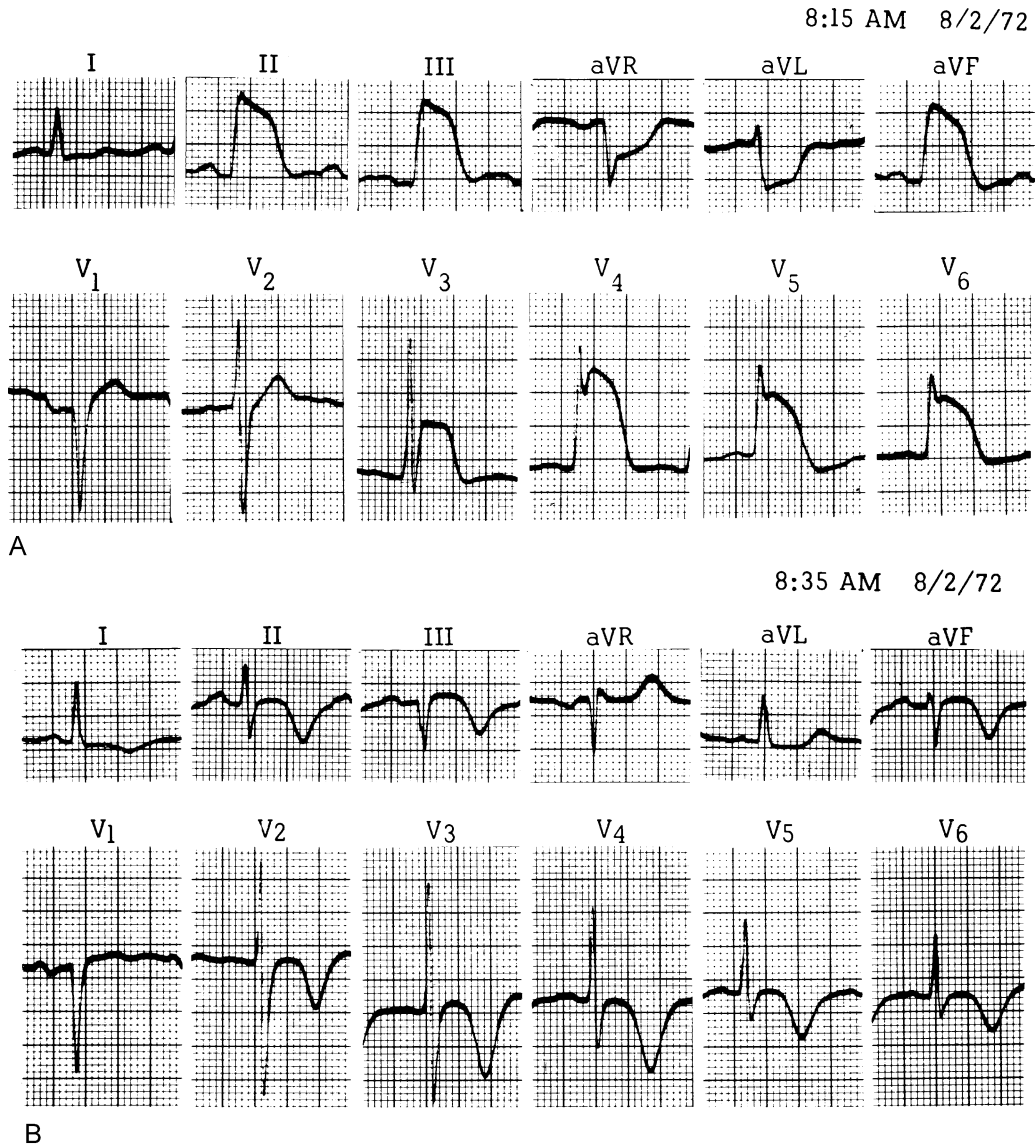 8:15 AM 8/2/72
I II III aVR aVL aVF
V1 V2 V3 V4 V5 V6
A
8:35 AM 8/2/72
I II III aVR aVL aVF
V1 V2 V3 V4 V5 V6
B